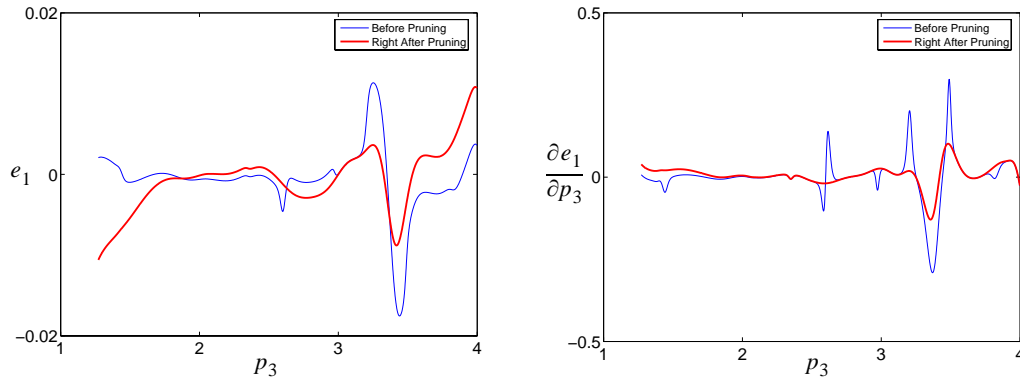 0.02
Before Pruning
Right After Pruning
e1
0
−0.02
1
2
3
4
p3
0.5
Before Pruning
Right After Pruning
∂e1
∂p3
0
−0.5
1
2
3
4
p3